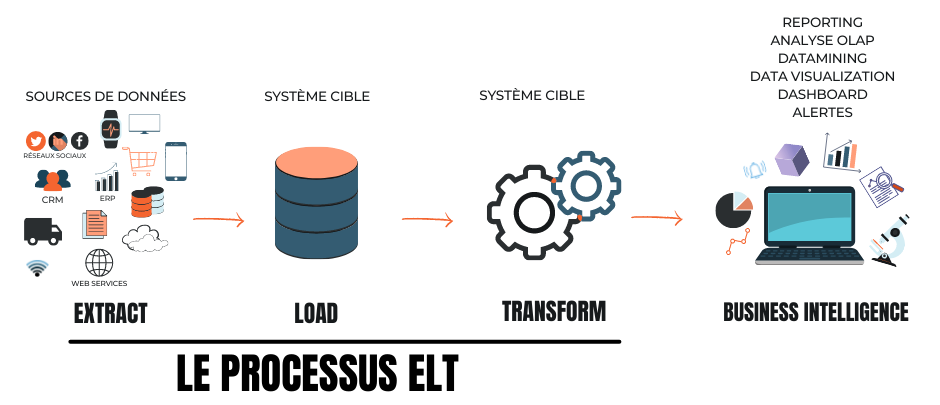 REPORTING
ANALYSE OLAP
DATAMINING
DATA VISUALIZATION
DASHBOARD
ALERTES
SOURCES DE DONNÉES
SYSTÈME CIBLE
SYSTÈME CIBLE
RÉSEAUX SOCIAUX
CRM
ERP
WEB SERVICES
EXTRACT
LOAD
TRANSFORM
BUSINESS INTELLIGENCE
LE PROCESSUS ELT